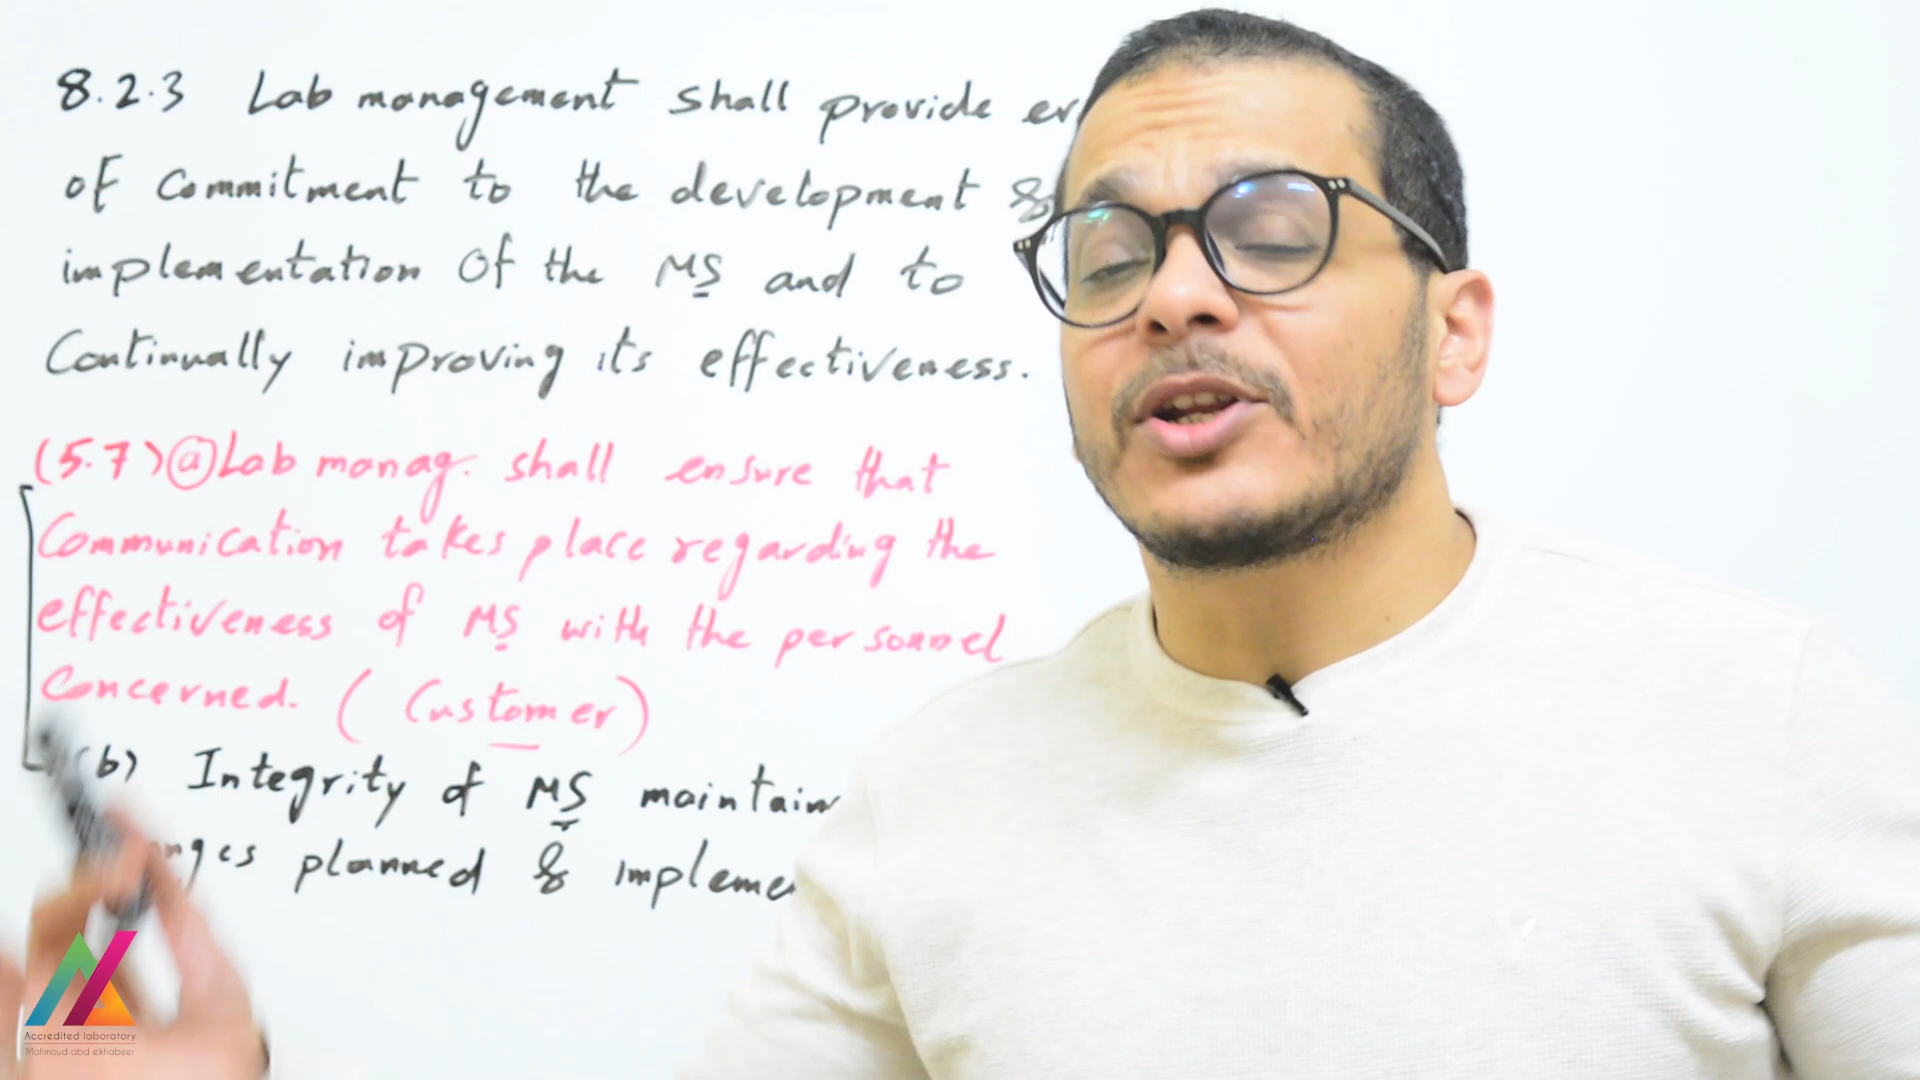 8.2.3 Lab management shall provide
of commitment to the development &
implementation of the MS and to
Continually improving its effectiveness.
(5.7) @ Lab manag. shall ensure that
Communication takes place regarding the
effectiveness of MS with the personnel
Concerned. (Customer)
(b) Integrity of MS
planned &
Accredited laboratory
Mahmoud abd elkhabeer